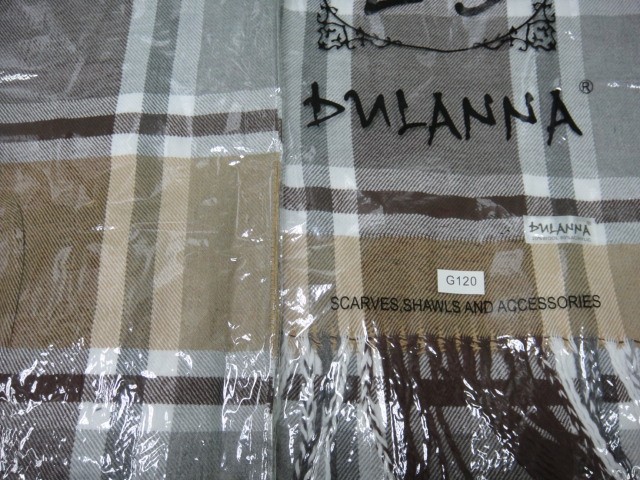 DULANNA®
DULANNA®
G120
SCARVES,SHAWLS AND ACCESSORIES